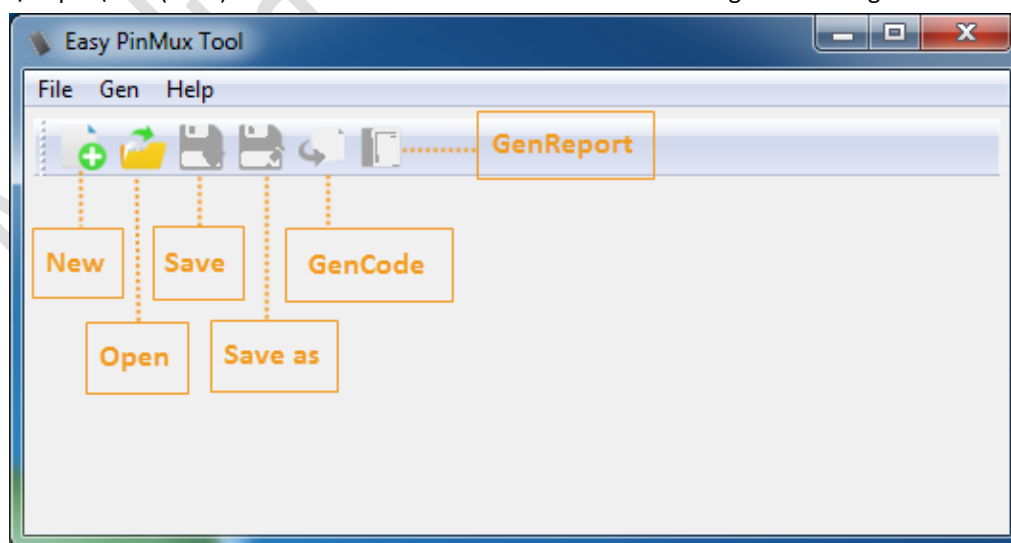 Easy PinMux Tool
File Gen Help
GenReport
New
Save
GenCode
Open
Save as